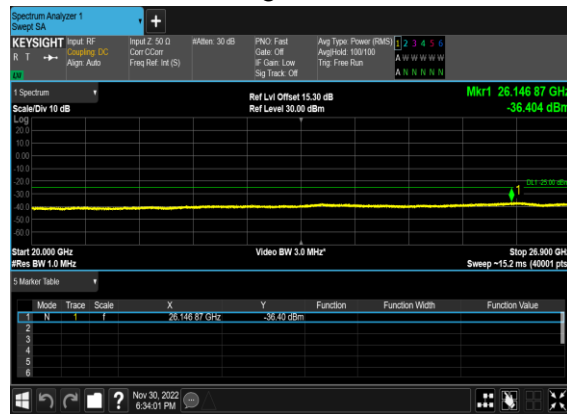 Spectrum Analyzer 1
Swept SA
+
KEYSIGHT Input: RF Input Z: 50 Ω #Atten: 30 dB PNO: Fast Avg Type: Power (RMS) 1 2 3 4 5 6
R T Coupling: DC Corr CCorr Gate: Off Avg|Hold: 100/100 A W W W W W
Align: Auto Freq Ref: Int (S) IF Gain: Low Trig: Free Run
LW Sig Track: Off A N N N N N
1 Spectrum Ref Lvl Offset 15.30 dB Mkr1 26.146 87 GHz
Scale/Div 10 dB Ref Level 30.00 dBm -36.404 dBm
Log
20.0
10.0
0.00
-10.0
-20.0
DL1 -25.00 dBm
1
-30.0
-40.0
-50.0
-60.0
Start 20.000 GHz Video BW 3.0 MHz* Stop 26.900 GHz
#Res BW 1.0 MHz Sweep ~15.2 ms (40001 pts)
5 Marker Table
Mode Trace Scale X Y Function Function Width Function Value
1 N 1 f 26.146 87 GHz -36.40 dBm
2
3
4
5
6
? Nov 30, 2022
6:34:01 PM